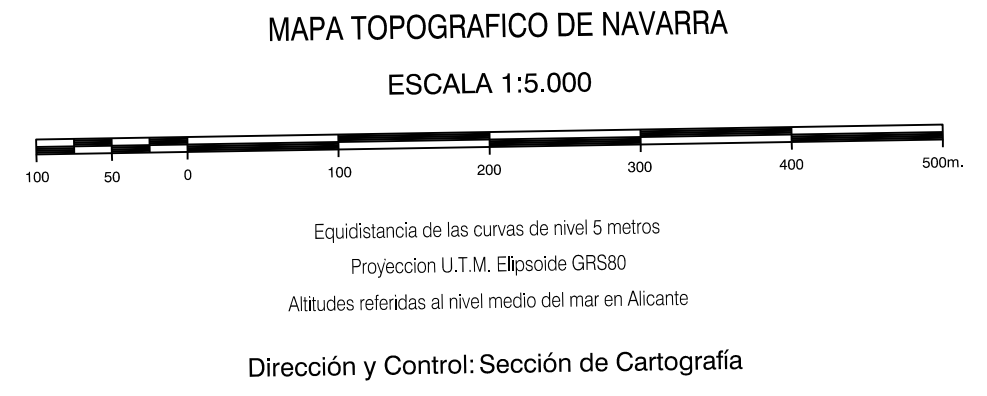 MAPA TOPOGRAFICO DE NAVARRA
ESCALA 1:5.000
100 50 0 100 200 300 400 500m.
Equidistancia de las curvas de nivel 5 metros
Proyeccion U.T.M. Elipsoide GRS80
Altitudes referidas al nivel medio del mar en Alicante
Dirección y Control: Sección de Cartografía